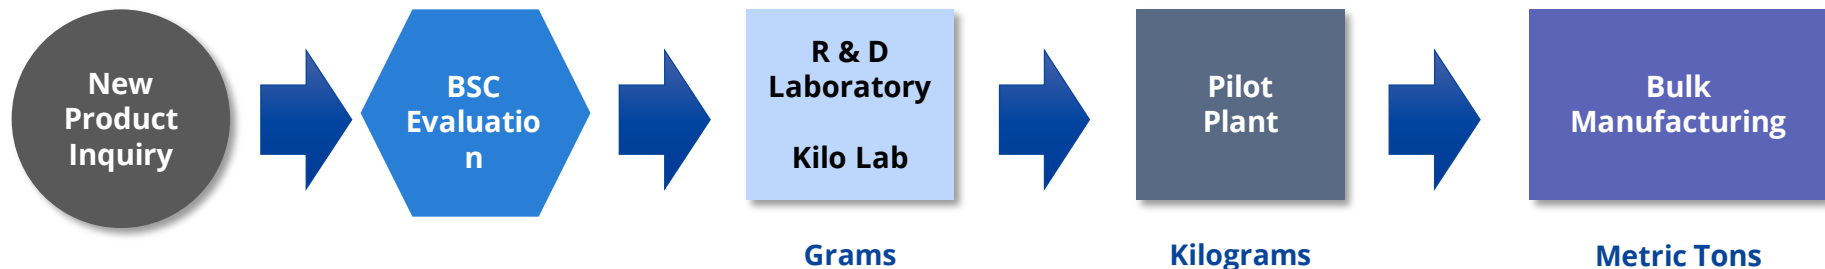 New
Product
Inquiry
BSC
Evaluatio
n
R & D
Laboratory
Kilo Lab
Pilot
Plant
Bulk
Manufacturing
Grams
Kilograms
Metric Tons